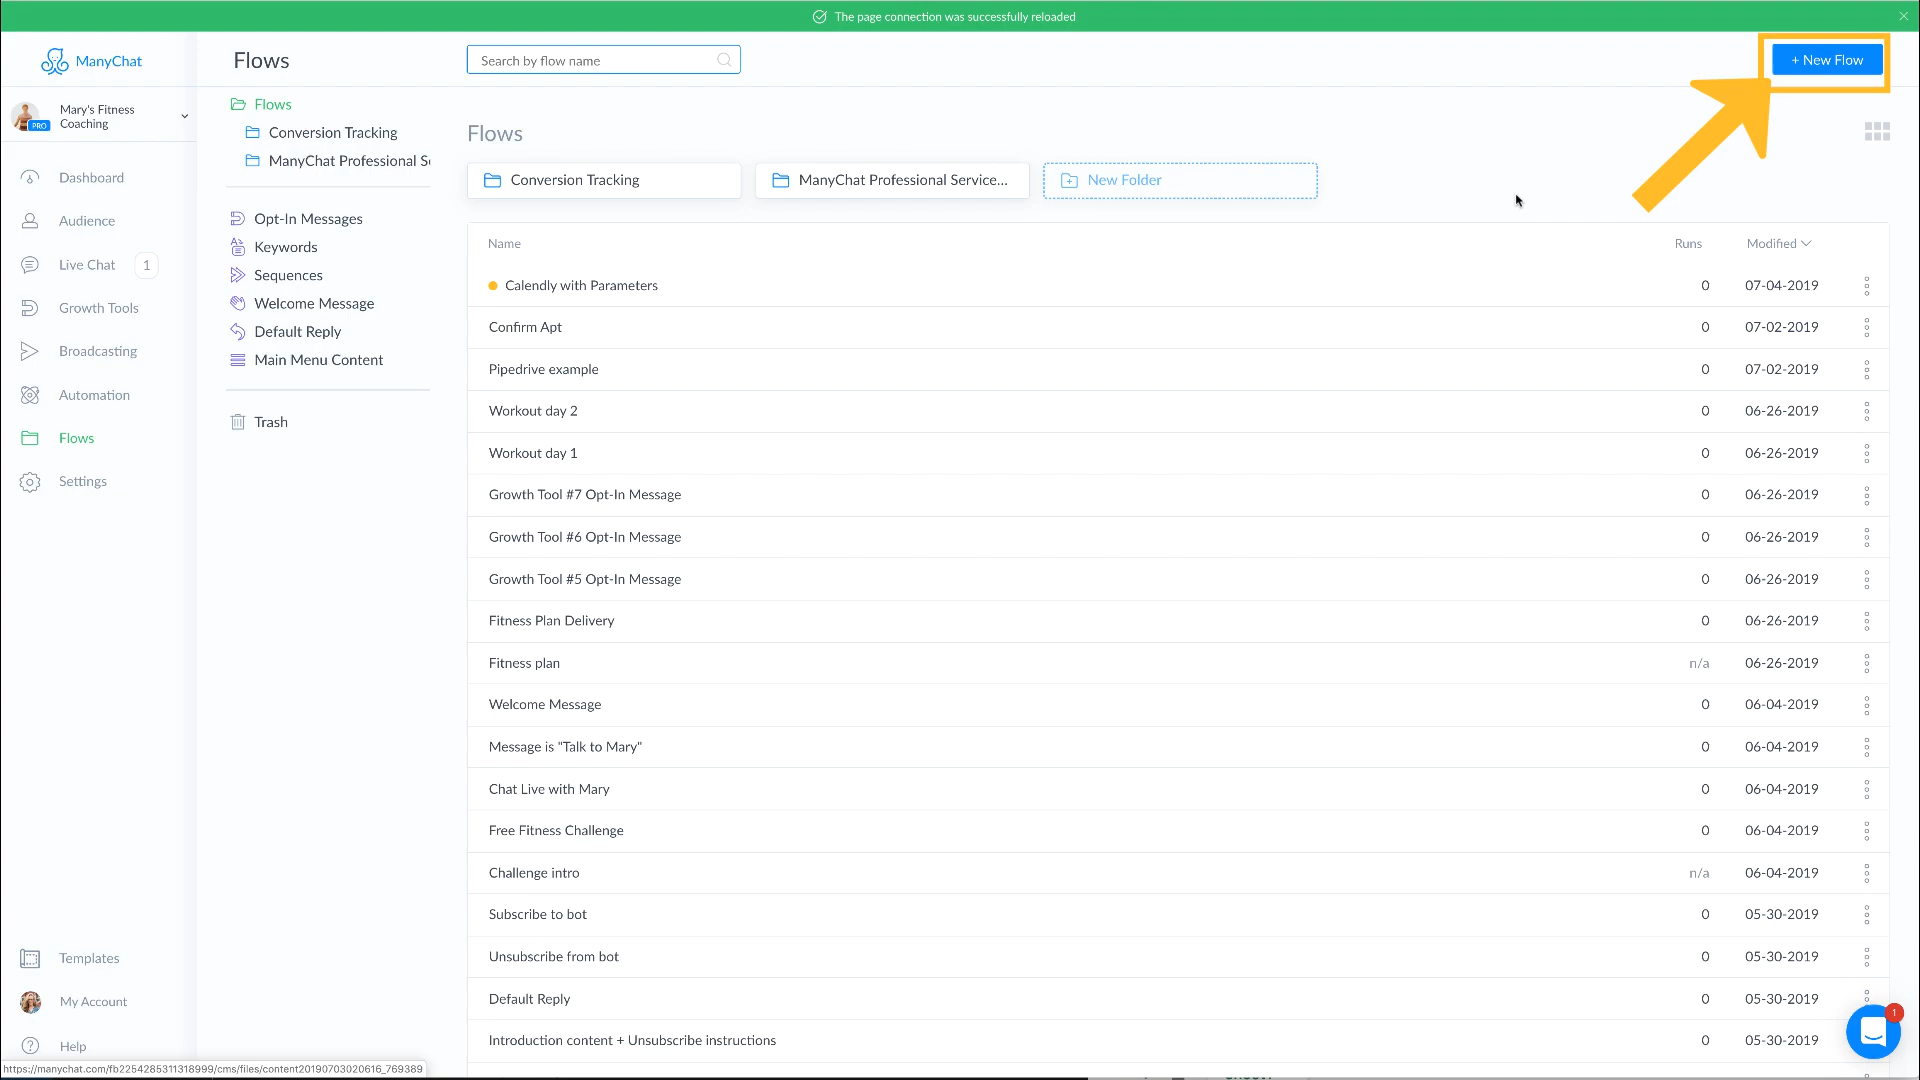 The page connection was successfully reloaded
ManyChat
Flows
Search by flow name
+ New Flow
Mary's Fitness
Coaching
PRO
Dashboard
Audience
Live Chat 1
Growth Tools
Broadcasting
Automation
Flows
Settings
Templates
My Account
Help
Flows
Conversion Tracking
ManyChat Professional Se
Opt-In Messages
Keywords
Sequences
Welcome Message
Default Reply
Main Menu Content
Trash
Flows
Conversion Tracking
ManyChat Professional Service...
New Folder
Name Runs Modified
Calendly with Parameters 0 07-04-2019
Confirm Apt 0 07-02-2019
Pipedrive example 0 07-02-2019
Workout day 2 0 06-26-2019
Workout day 1 0 06-26-2019
Growth Tool #7 Opt-In Message 0 06-26-2019
Growth Tool #6 Opt-In Message 0 06-26-2019
Growth Tool #5 Opt-In Message 0 06-26-2019
Fitness Plan Delivery 0 06-26-2019
Fitness plan n/a 06-26-2019
Welcome Message 0 06-04-2019
Message is "Talk to Mary" 0 06-04-2019
Chat Live with Mary 0 06-04-2019
Free Fitness Challenge 0 06-04-2019
Challenge intro n/a 06-04-2019
Subscribe to bot 0 05-30-2019
Unsubscribe from bot 0 05-30-2019
Default Reply 0 05-30-2019
Introduction content + Unsubscribe instructions 0 05-30-2019
1
https://manychat.com/fb2254285311318999/cms/files/content20190703020616_769389